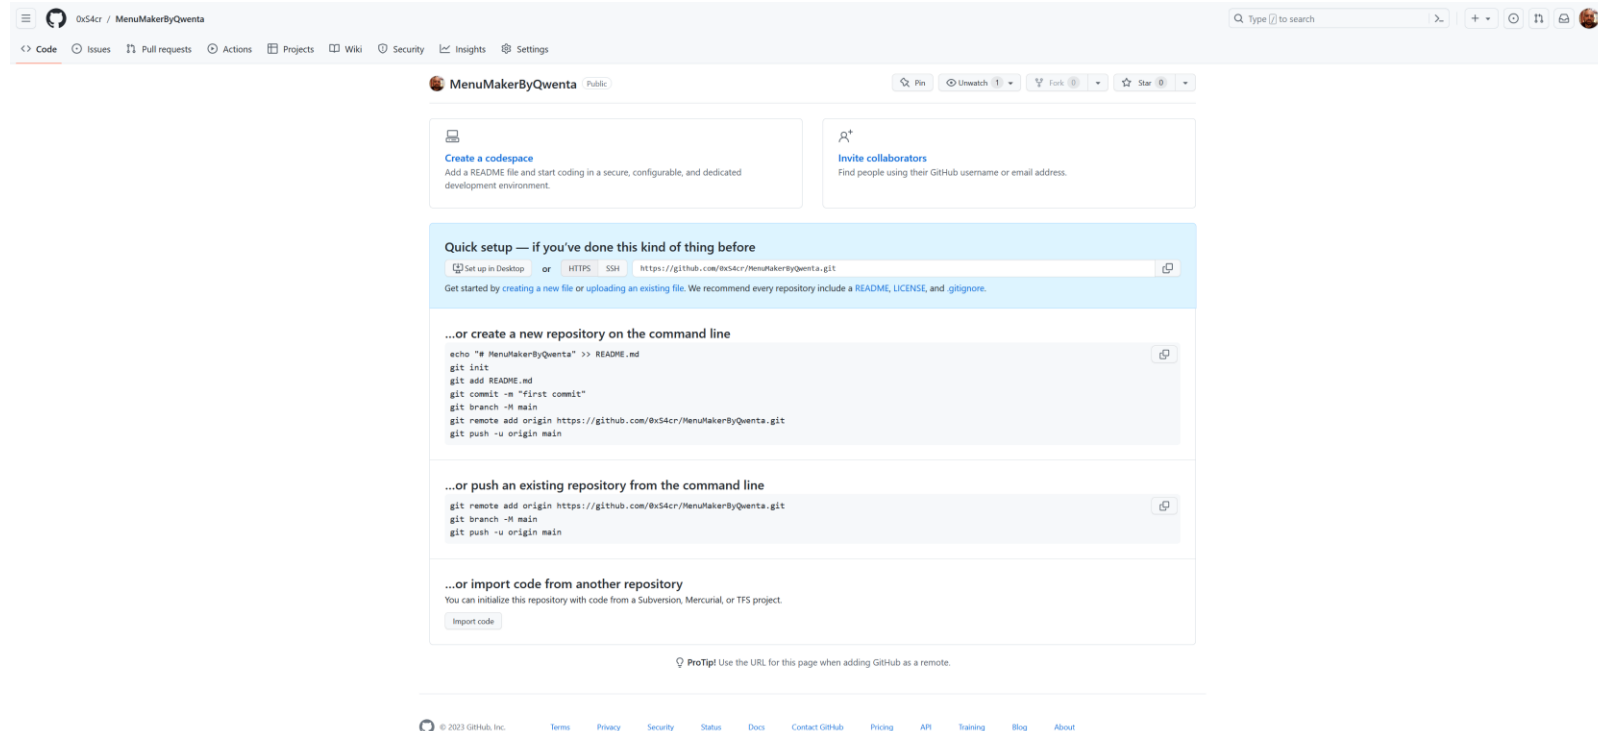 0xS4cr / MenuMakerByQwenta
Type / to search
Code Issues Pull requests Actions Projects Wiki Security Insights Settings
MenuMakerByQwenta Public
Pin Unwatch 1 Fork 0 Star 0
Create a codespace
Add a README file and start coding in a secure, configurable, and dedicated
development environment.
Invite collaborators
Find people using their GitHub username or email address.
Quick setup — if you've done this kind of thing before
Set up in Desktop or HTTPS SSH https://github.com/0xS4cr/MenuMakerByQwenta.git
Get started by creating a new file or uploading an existing file. We recommend every repository include a README, LICENSE, and .gitignore.
...or create a new repository on the command line
echo "# MenuMakerByQwenta" >> README.md
git init
git add README.md
git commit -m "first commit"
git branch -M main
git remote add origin https://github.com/0xS4cr/MenuMakerByQwenta.git
git push -u origin main
...or push an existing repository from the command line
git remote add origin https://github.com/0xS4cr/MenuMakerByQwenta.git
git branch -M main
git push -u origin main
...or import code from another repository
You can initialize this repository with code from a Subversion, Mercurial, or TFS project.
Import code
ProTip! Use the URL for this page when adding GitHub as a remote.
© 2023 GitHub, Inc. Terms Privacy Security Status Docs Contact GitHub Pricing API Training Blog About